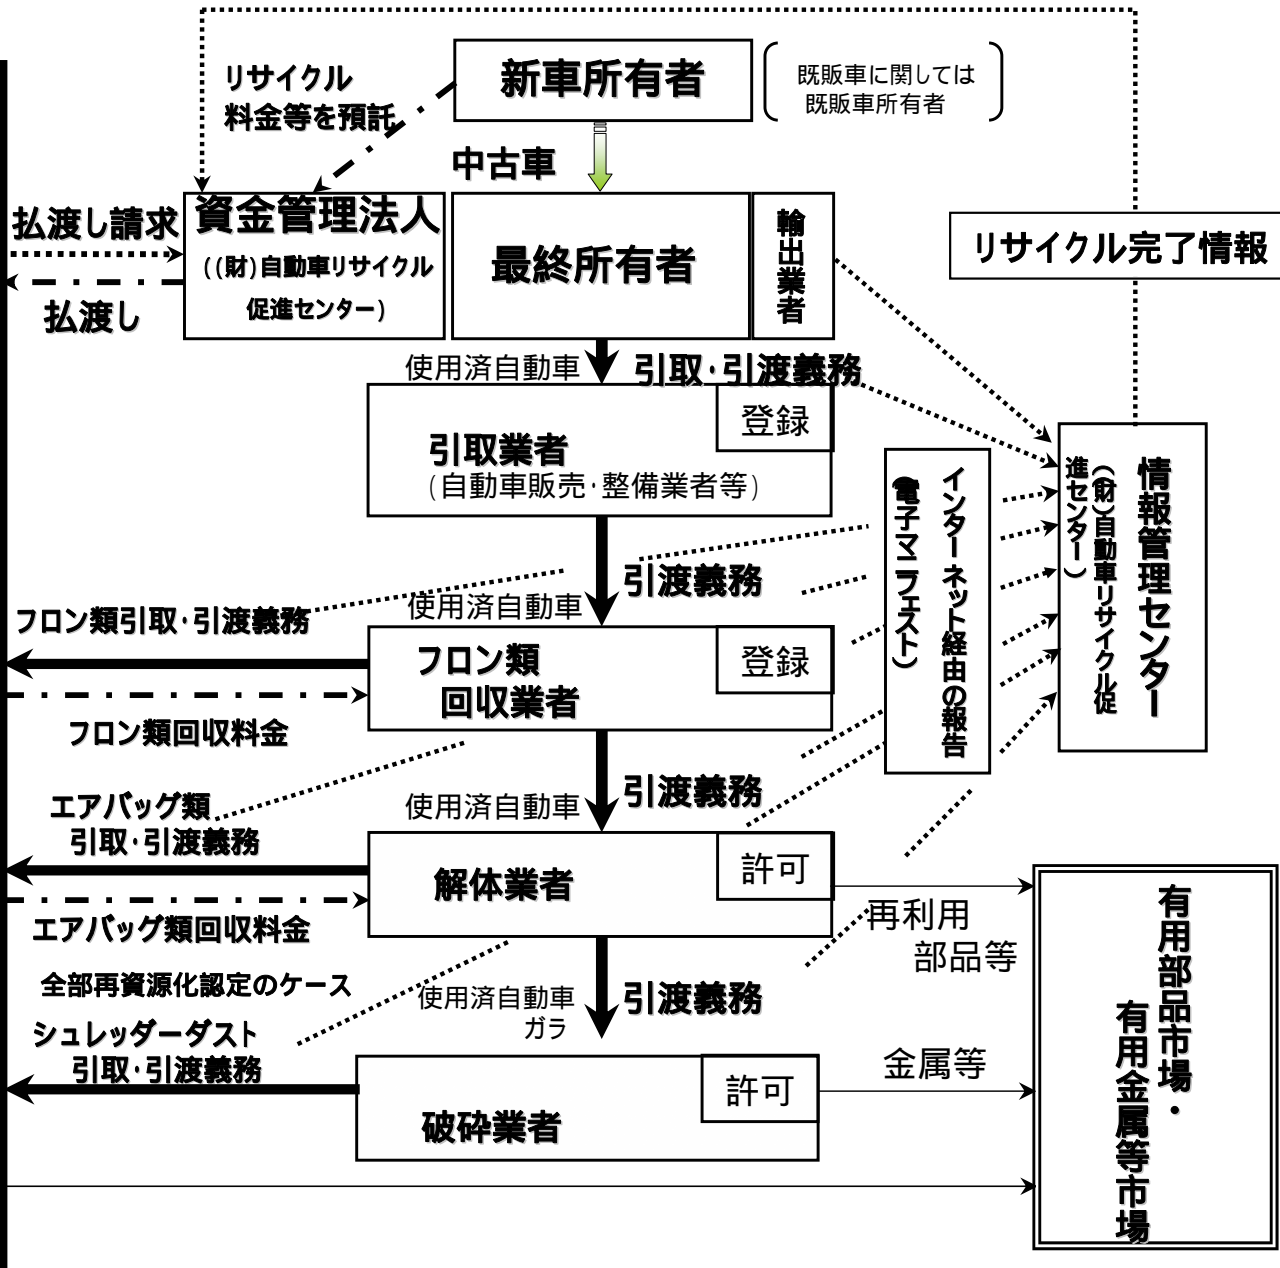 新車所有者
既販車に関しては
既販車所有者
リサイクル
料金等を預託
中古車
払渡し請求
払渡し
資金管理法人
((財)自動車リサイクル
促進センター)
最終所有者
輸出業者
リサイクル完了情報
使用済自動車
引取・引渡義務
登録
引取業者
(自動車販売・整備業者等)
インターネット経由の報告
(電子マニフェスト)
情報管理センター
((財)自動車リサイクル促
進センター)
引渡義務
使用済自動車
フロン類引取・引渡義務
登録
フロン類
回収業者
フロン類回収料金
引渡義務
使用済自動車
エアバッグ類
引取・引渡義務
許可
解体業者
エアバッグ類回収料金
再利用
部品等
有用部品市場・
有用金属等市場
全部再資源化認定のケース
使用済自動車
ガラ
引渡義務
シュレッダーダスト
引取・引渡義務
許可
破砕業者
金属等